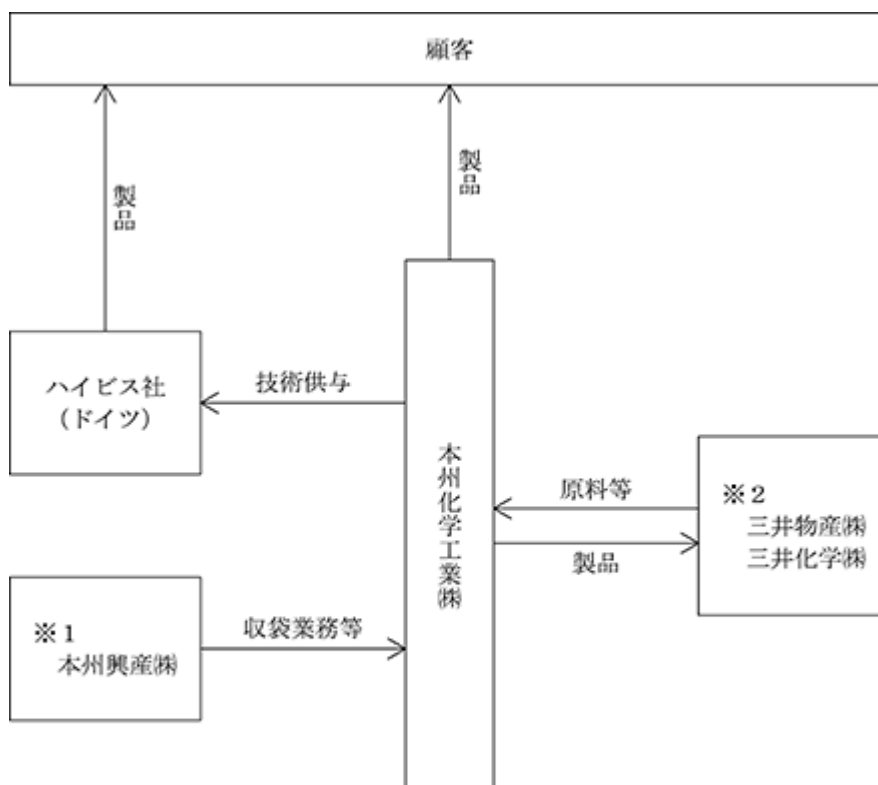 顧客
製品
製品
ハイビス社
（ドイツ）
技術供与
本州化学工業㈱
原料等
製品
※２
三井物産㈱
三井化学㈱
※１
本州興産㈱
収袋業務等